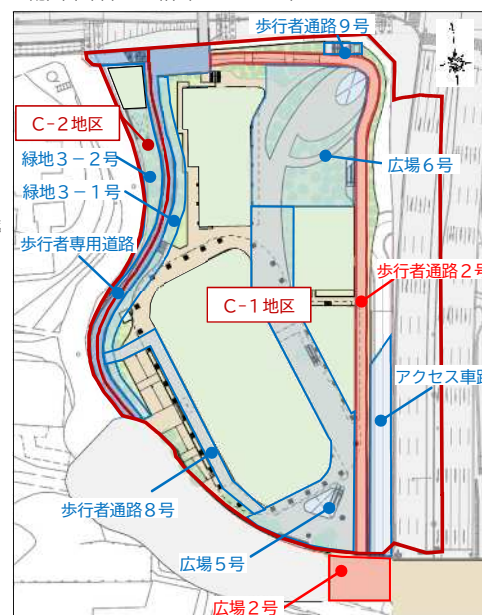 歩行者通路9号
C-2地区
緑地3-2号
広場6号
緑地3-1号
歩行者専用道路
歩行者通路2号
C-1地区
アクセス車路
歩行者通路8号
広場5号
広場2号